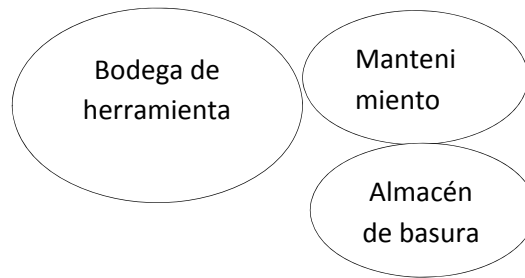 Bodega de
herramienta
Manteni
miento
Almacén
de basura